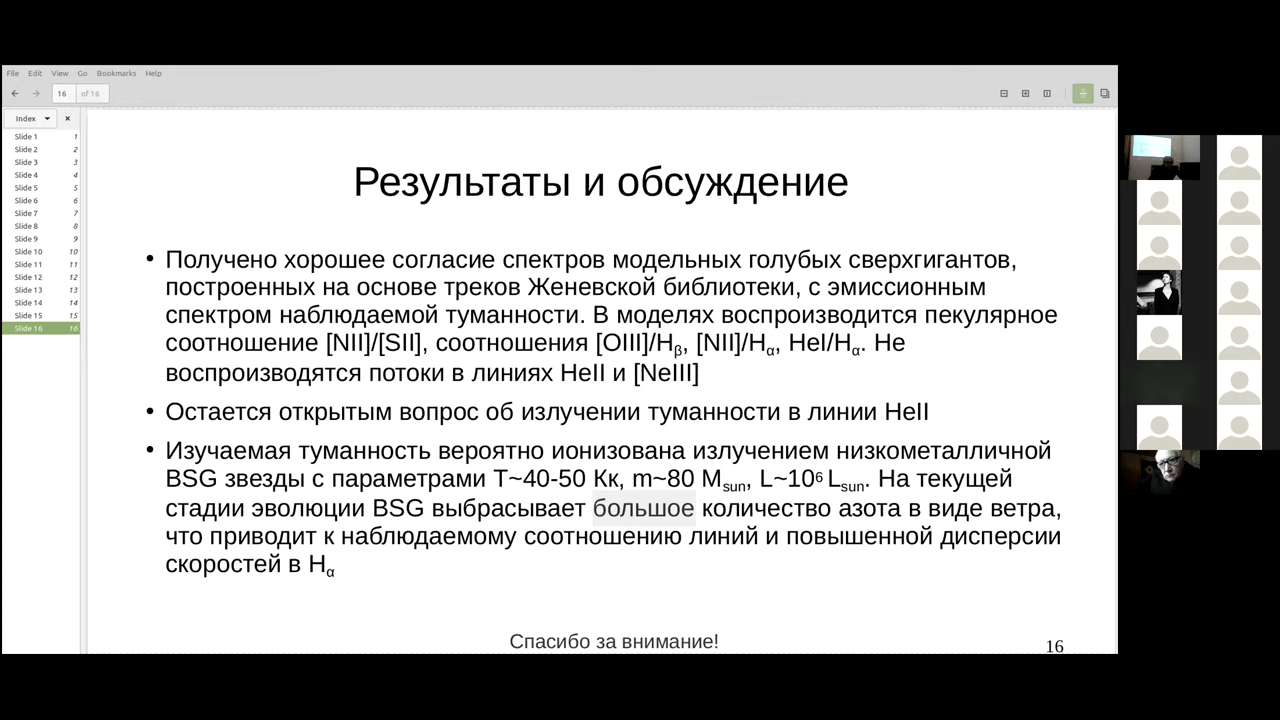 File Edit View Go Bookmarks Help
16 of 16
Index
Slide 1 1
Slide 2 2
Slide 3 3
Slide 4 4
Slide 5 5
Slide 6 6
Slide 7 7
Slide 8 8
Slide 9 9
Slide 10 10
Slide 11 11
Slide 12 12
Slide 13 13
Slide 14 14
Slide 15 15
Slide 16 16
Результаты и обсуждение
• Получено хорошее согласие спектров модельных голубых сверхгигантов,
построенных на основе треков Женевской библиотеки, с эмиссионным
спектром наблюдаемой туманности. В моделях воспроизводится пекулярное
соотношение [NII]/[SII], соотношения [OIII]/Hβ, [NII]/Hα, HeI/Hα. Не
воспроизводятся потоки в линиях HeII и [NeIII]
• Остается открытым вопрос об излучении туманности в линии HeII
• Изучаемая туманность вероятно ионизована излучением низкометалличной
BSG звезды с параметрами T~40-50 Кк, m~80 Msun, L~10⁶ Lsun. На текущей
стадии эволюции BSG выбрасывает большое количество азота в виде ветра,
что приводит к наблюдаемому соотношению линий и повышенной дисперсии
скоростей в Hα
Спасибо за внимание!
16